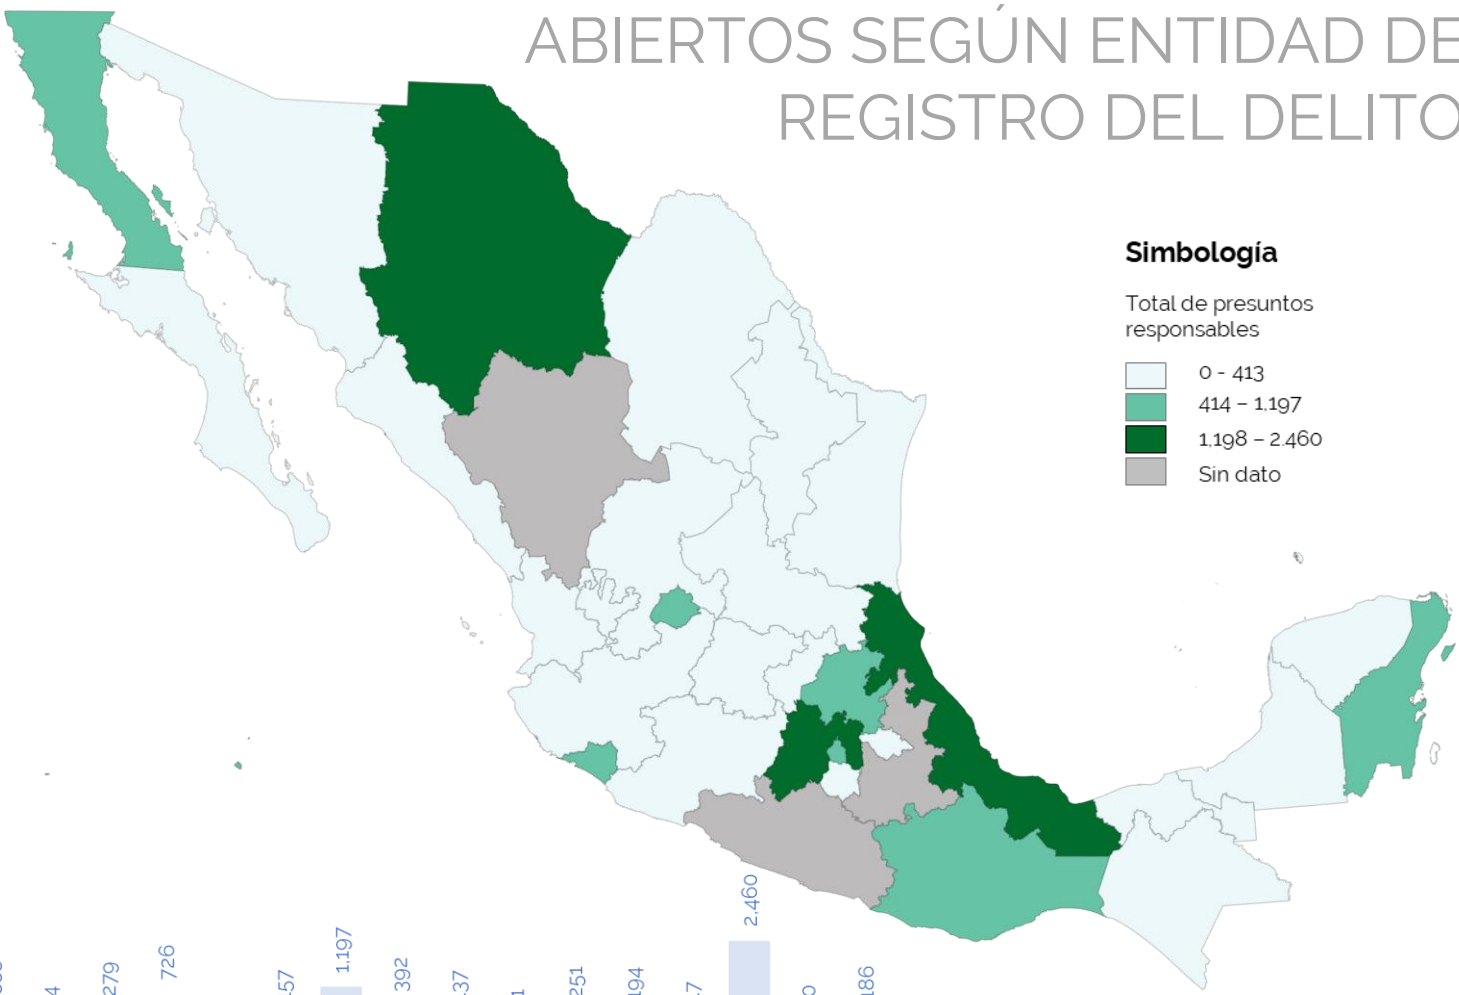 ABIERTOS SEGÚN ENTIDAD DE
REGISTRO DEL DELITO
Simbología
Total de presuntos
responsables
0 - 413
414 – 1,197
1,198 – 2.460
Sin dato
279
726
1,197
392
251
194
2,460
186